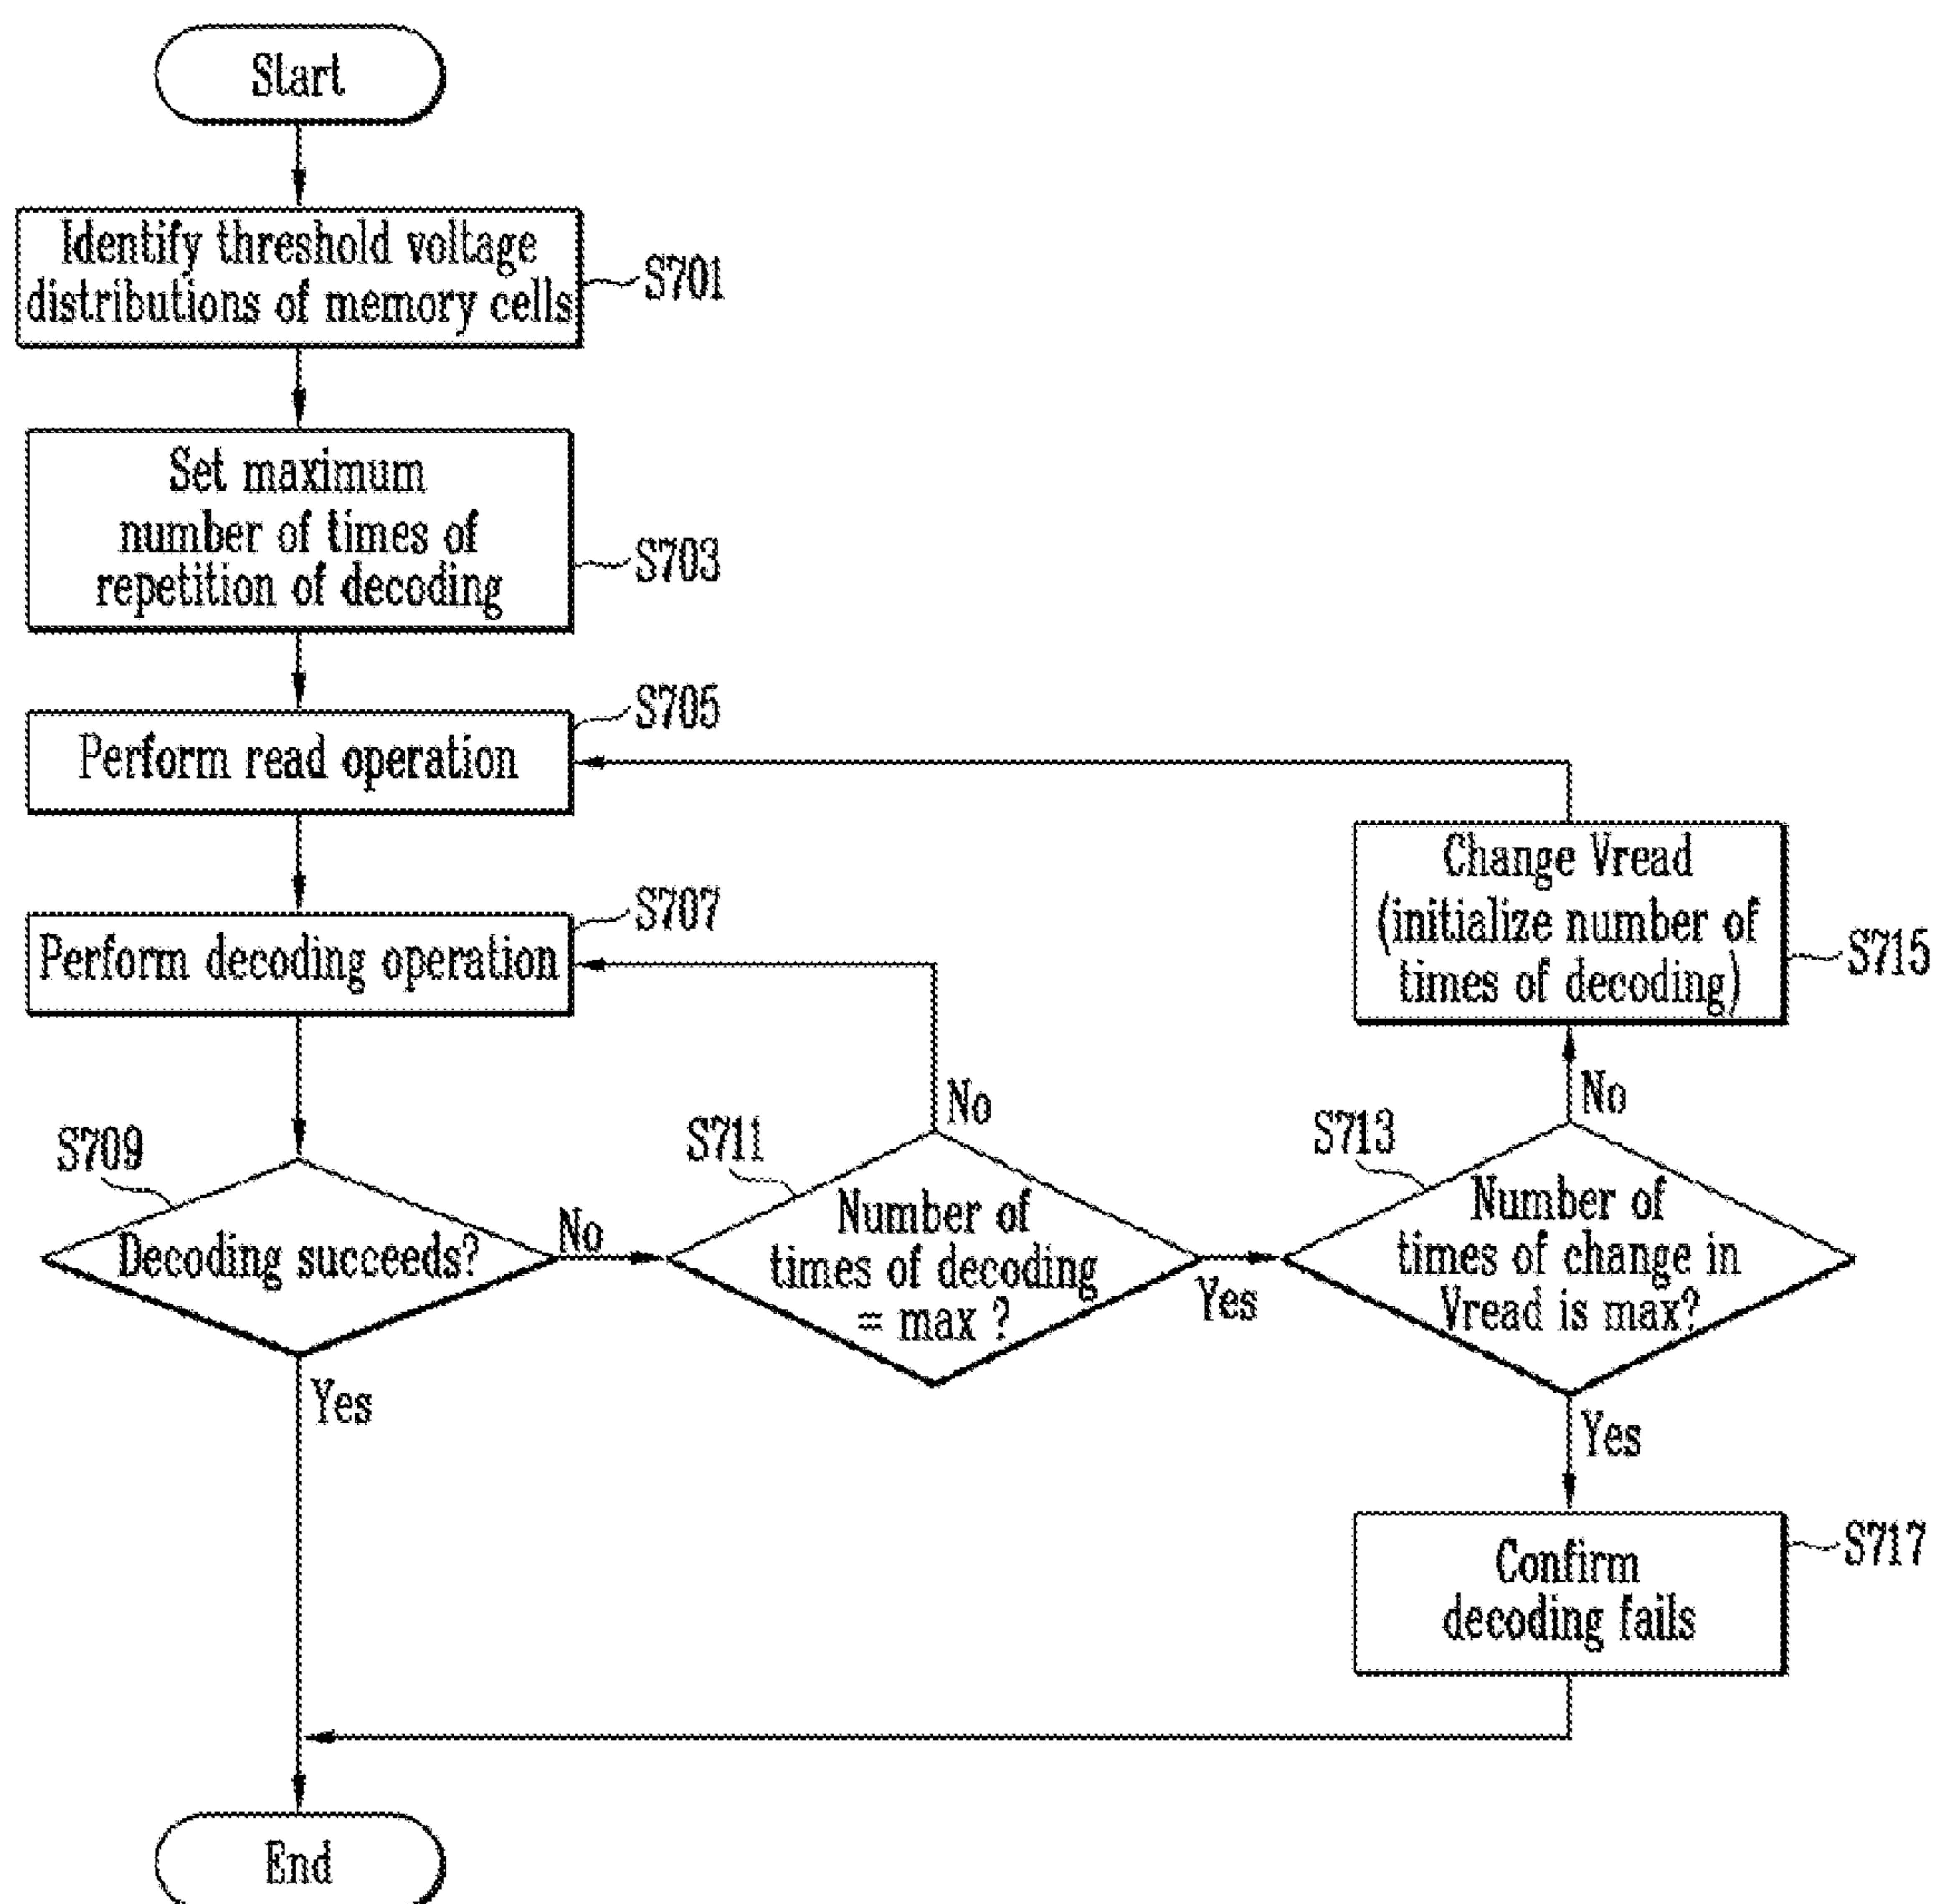 Start
Identify threshold voltage
distributions of memory cells
S701
Set maximum
number of times of
repetition of decoding
S703
S705
Perform read operation
S707
Perform decoding operation
Change Vread
(initialize number of
times of decoding)
S715
No
No
S709
S711
S713
Decoding succeeds?
No
Number of
times of decoding
= max ?
Yes
Number of
times of change in
Vread is max?
Yes
Yes
Confirm
decoding fails
S717
End